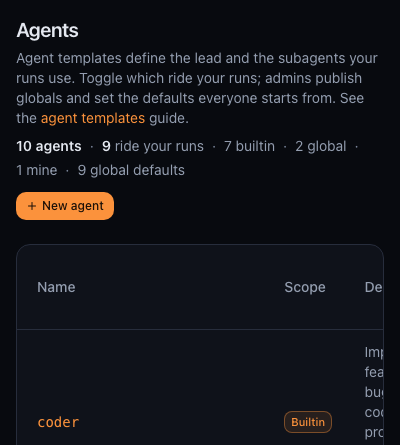 Agents
Agent templates define the lead and the subagents your
runs use. Toggle which ride your runs; admins publish
globals and set the defaults everyone starts from. See
the agent templates guide.
10 agents · 9 ride your runs · 7 builtin · 2 global ·
1 mine · 9 global defaults
+ New agent
Name Scope
coder Builtin